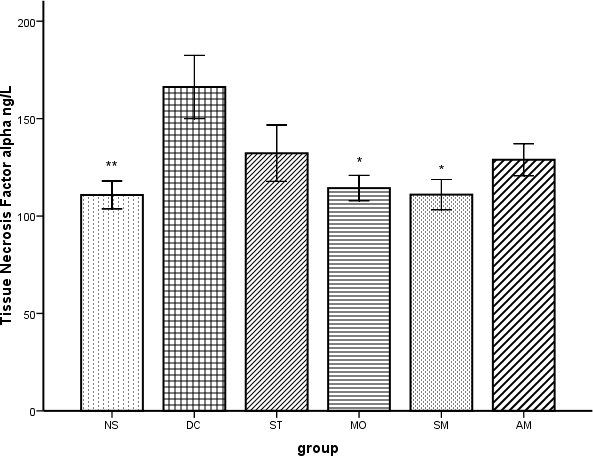 Tissue Necrosis Factor alpha ng/L
200
150
100
50
0
**
*
*
NS DC ST MO SM AM
group